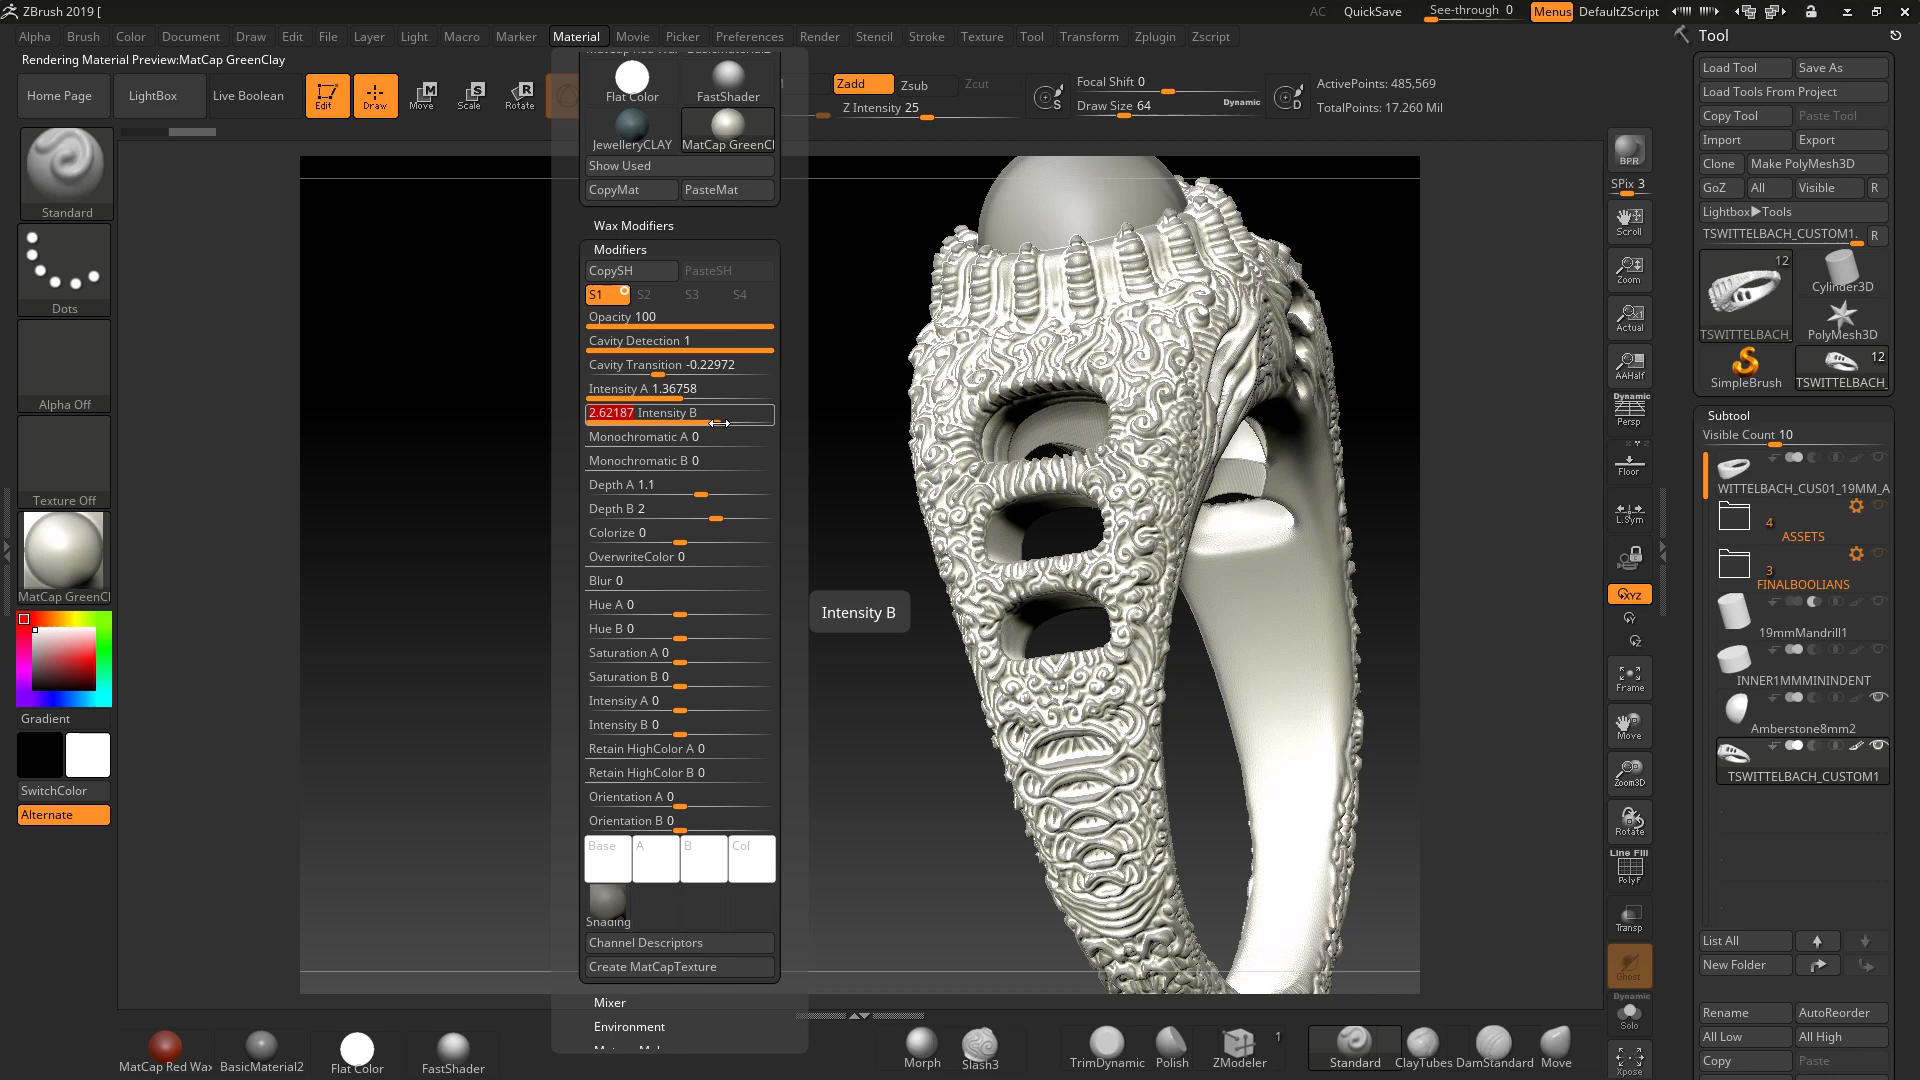 ZBrush 2019 [
AC
QuickSave
See-through 0
Menus
DefaultZScript
Alpha
Brush
Color
Document
Draw
Edit
File
Layer
Light
Macro
Marker
Material
Movie
Picker
Preferences
Render
Stencil
Stroke
Texture
Tool
Transform
Zplugin
Zscript
Tool
Rendering Material Preview:MatCap GreenClay
Home Page
LightBox
Live Boolean
Edit
Draw
Move
Scale
Rotate
Zadd
Zsub
Zcut
Z Intensity 25
Focal Shift 0
Draw Size 64
Dynamic
ActivePoints: 485,569
TotalPoints: 17.260 Mil
Standard
Dots
Alpha Off
Texture Off
MatCap GreenCl
Gradient
SwitchColor
Alternate
Flat Color
FastShader
JewelleryCLAY
MatCap GreenCl
Show Used
CopyMat
PasteMat
Wax Modifiers
Modifiers
CopySH
PasteSH
S1
S2
S3
S4
Opacity 100
Cavity Detection 1
Cavity Transition -0.22972
Intensity A 1.36758
2.62187 Intensity B
Monochromatic A 0
Monochromatic B 0
Depth A 1.1
Depth B 2
Colorize 0
OverwriteColor 0
Blur 0
Hue A 0
Hue B 0
Saturation A 0
Saturation B 0
Intensity A 0
Intensity B 0
Retain HighColor A 0
Retain HighColor B 0
Orientation A 0
Orientation B 0
Base
A
B
Col
Shading
Channel Descriptors
Create MatCapTexture
Mixer
Environment
Intensity B
BPR
SPix 3
Scroll
Zoom
Actual
AAHalf
Dynamic
Persp
Floor
L.Sym
XYZ
Frame
Move
Zoom3D
Rotate
Line Fill
PolyF
Transp
Ghost
Dynamic
Solo
Xpose
Load Tool
Save As
Load Tools From Project
Copy Tool
Paste Tool
Import
Export
Clone
Make PolyMesh3D
GoZ
All
Visible
R
Lightbox▶Tools
TSWITTELBACH_CUSTOM1.
R
12
TSWITTELBACH_
Cylinder3D
PolyMesh3D
SimpleBrush
12
TSWITTELBACH_
Subtool
Visible Count 10
WITTELBACH_CUS01_19MM_A
4
ASSETS
3
FINALBOOLIANS
19mmMandrill1
INNER1MMMININDENT
Amberstone8mm2
TSWITTELBACH_CUSTOM1
List All
New Folder
Rename
AutoReorder
All Low
All High
Copy
Paste
MatCap Red Wax
BasicMaterial2
Flat Color
FastShader
Morph
Slash3
TrimDynamic
Polish
ZModeler
1
Standard
ClayTubes
DamStandard
Move